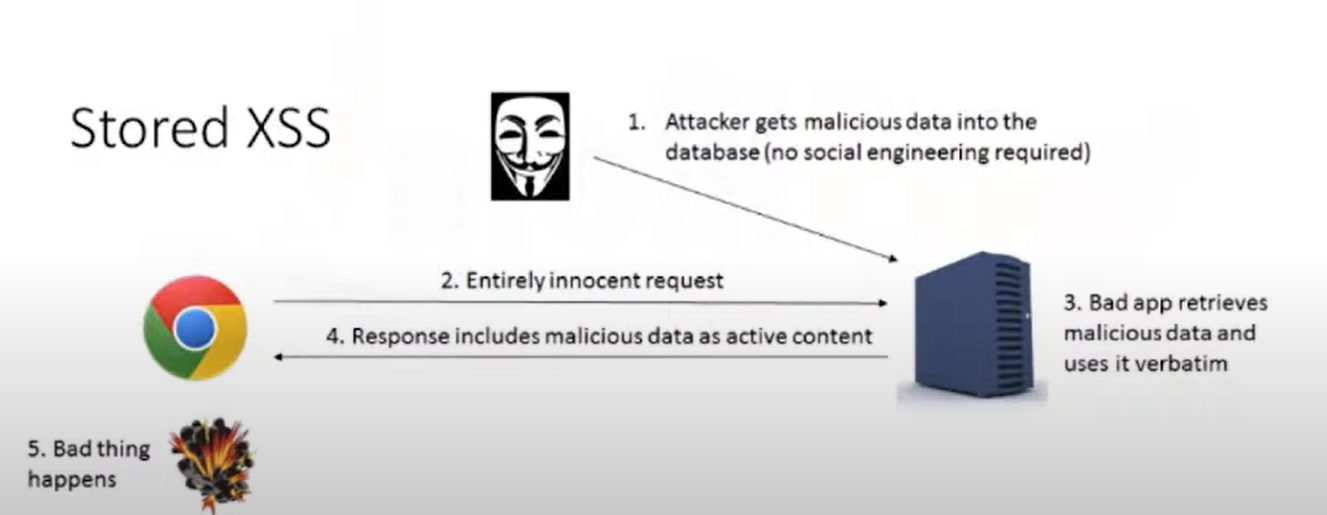 Stored XSS
1. Attacker gets malicious data into the
database (no social engineering required)
2. Entirely innocent request
3. Bad app retrieves
malicious data and
uses it verbatim
4. Response includes malicious data as active content
5. Bad thing
happens